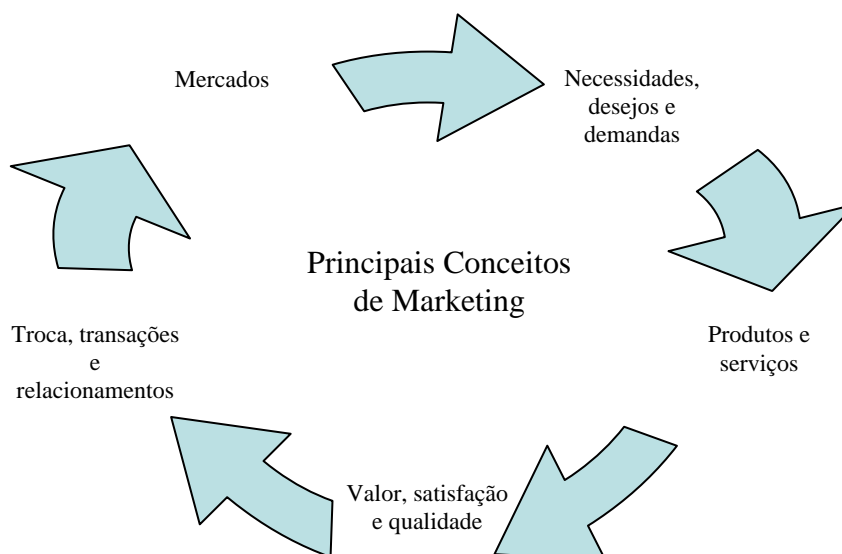 Mercados
Necessidades,
desejos e
demandas
Principais Conceitos
de Marketing
Troca, transações
e
relacionamentos
Produtos e
serviços
Valor, satisfação
e qualidade